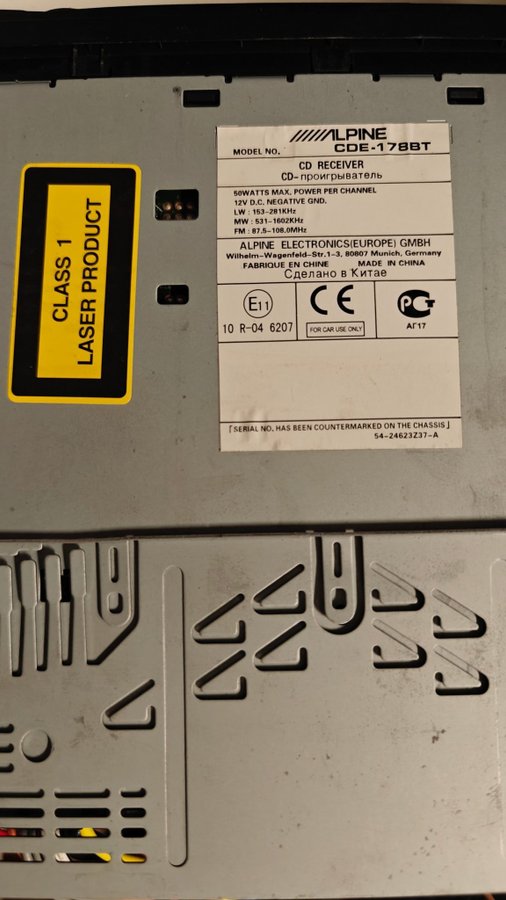 CLASS 1
LASER PRODUCT
ALPINE
MODEL NO. CDE-178BT
CD RECEIVER
CD-проигрыватель
50WATTS MAX. POWER PER CHANNEL
12V D.C. NEGATIVE GND.
LW : 153-281KHz
MW : 531-1602KHz
FM : 87.5-108.0MHz
ALPINE ELECTRONICS(EUROPE) GMBH
Wilhelm-Wagenfeld-Str.1-3, 80807 Munich, Germany
FABRIQUE EN CHINE MADE IN CHINA
Сделано в Китае
E11
10 R-04 6207
CE
FOR CAR USE ONLY
РСТ
АГ17
[SERIAL NO. HAS BEEN COUNTERMARKED ON THE CHASSIS]
54-24623Z37-A